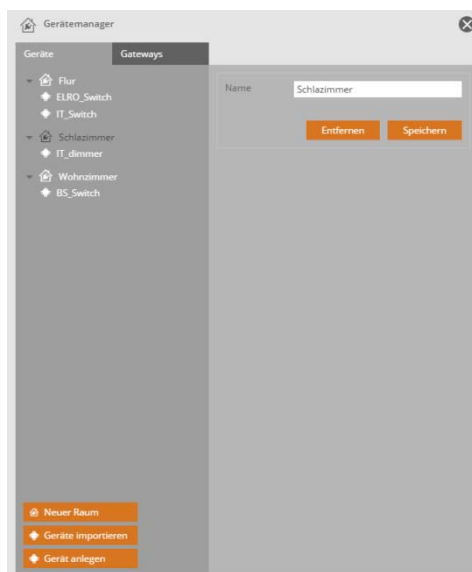 Gerätemanager
Geräte
Gateways
Flur
ELRO_Switch
IT_Switch
Schlazimmer
IT_dimmer
Wohnzimmer
BS_Switch
Name
Schlazimmer
Entfernen
Speichern
Neuer Raum
Geräte importieren
Gerät anlegen